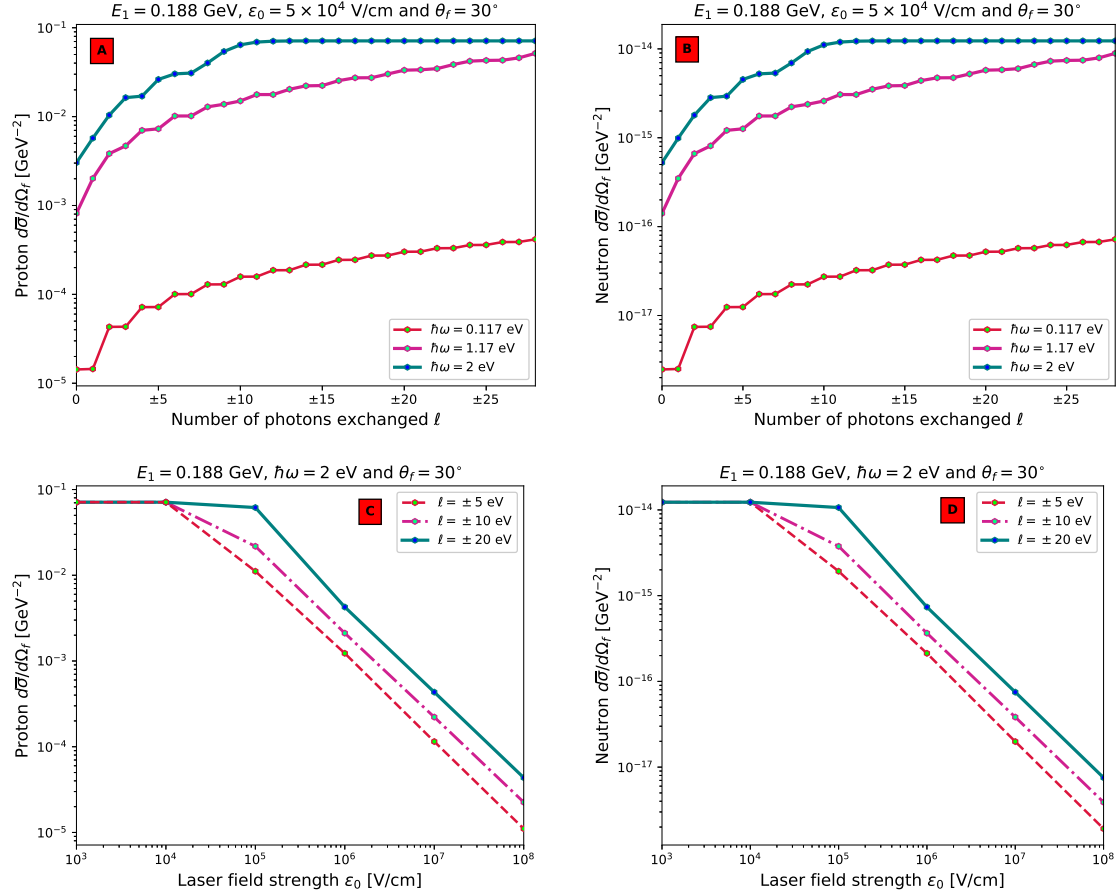 E₁ = 0.188 GeV, ε₀ = 5 × 10⁴ V/cm and θ_f = 30°
A
Proton dσ̅/dΩ_f [GeV⁻²]
10⁻¹
10⁻²
10⁻³
10⁻⁴
10⁻⁵
ħω = 0.117 eV
ħω = 1.17 eV
ħω = 2 eV
0 ±5 ±10 ±15 ±20 ±25
Number of photons exchanged ℓ
E₁ = 0.188 GeV, ε₀ = 5 × 10⁴ V/cm and θ_f = 30°
B
Neutron dσ̅/dΩ_f [GeV⁻²]
10⁻¹⁴
10⁻¹⁵
10⁻¹⁶
10⁻¹⁷
ħω = 0.117 eV
ħω = 1.17 eV
ħω = 2 eV
0 ±5 ±10 ±15 ±20 ±25
Number of photons exchanged ℓ
E₁ = 0.188 GeV, ħω = 2 eV and θ_f = 30°
C
Proton dσ̅/dΩ_f [GeV⁻²]
10⁻¹
10⁻²
10⁻³
10⁻⁴
10⁻⁵
ℓ = ±5 eV
ℓ = ±10 eV
ℓ = ±20 eV
10³ 10⁴ 10⁵ 10⁶ 10⁷ 10⁸
Laser field strength ε₀ [V/cm]
E₁ = 0.188 GeV, ħω = 2 eV and θ_f = 30°
D
Neutron dσ̅/dΩ_f [GeV⁻²]
10⁻¹⁴
10⁻¹⁵
10⁻¹⁶
10⁻¹⁷
ℓ = ±5 eV
ℓ = ±10 eV
ℓ = ±20 eV
10³ 10⁴ 10⁵ 10⁶ 10⁷ 10⁸
Laser field strength ε₀ [V/cm]